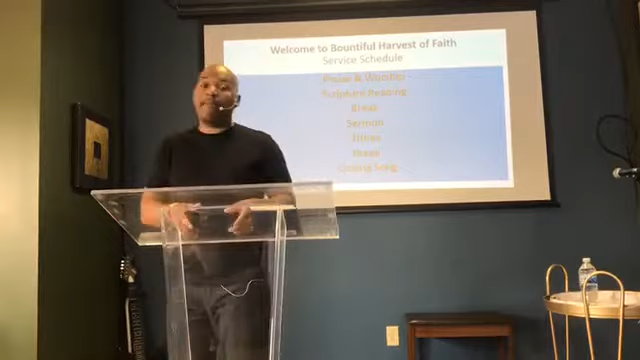 Welcome to Bountiful Harvest of Faith
Service Schedule
Praise & Worship
Scripture Reading
Break
Sermon
Tithes
Break
Closing Song